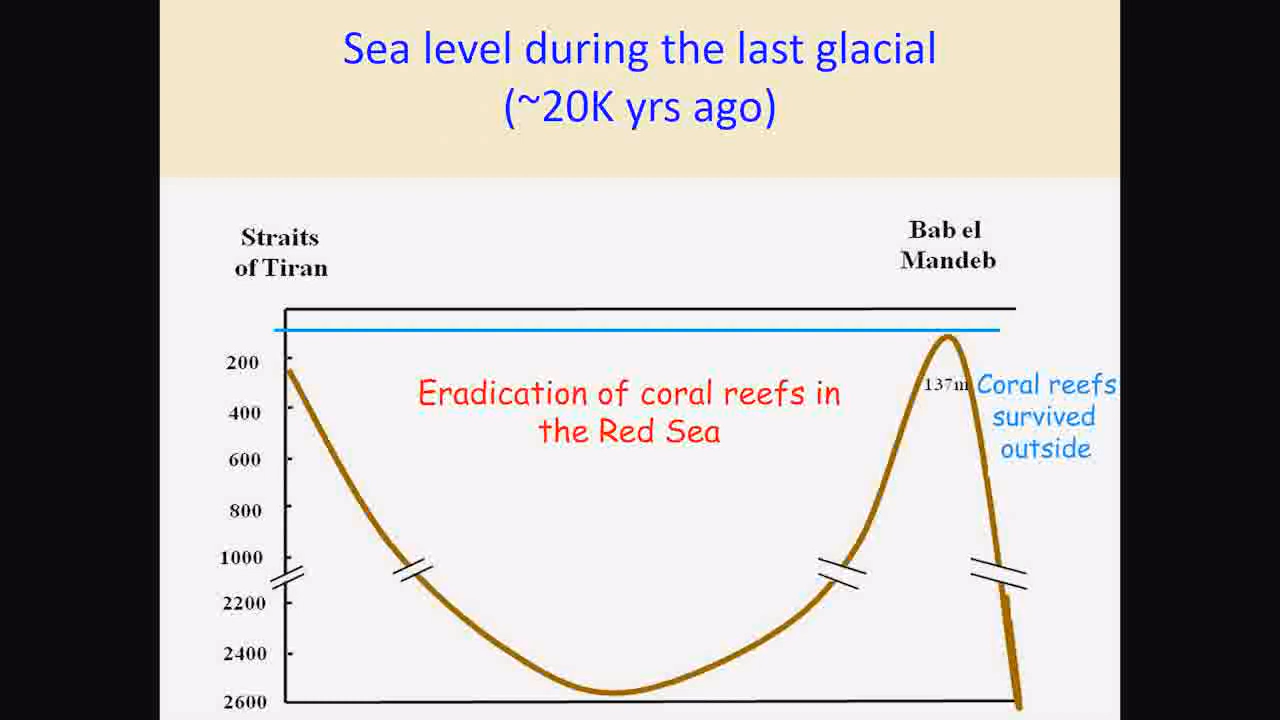 Sea level during the last glacial
(~20K yrs ago)
Straits
of Tiran
Bab el
Mandeb
200
400
600
800
1000
2200
2400
2600
Eradication of coral reefs in
the Red Sea
137m
Coral reefs
survived
outside